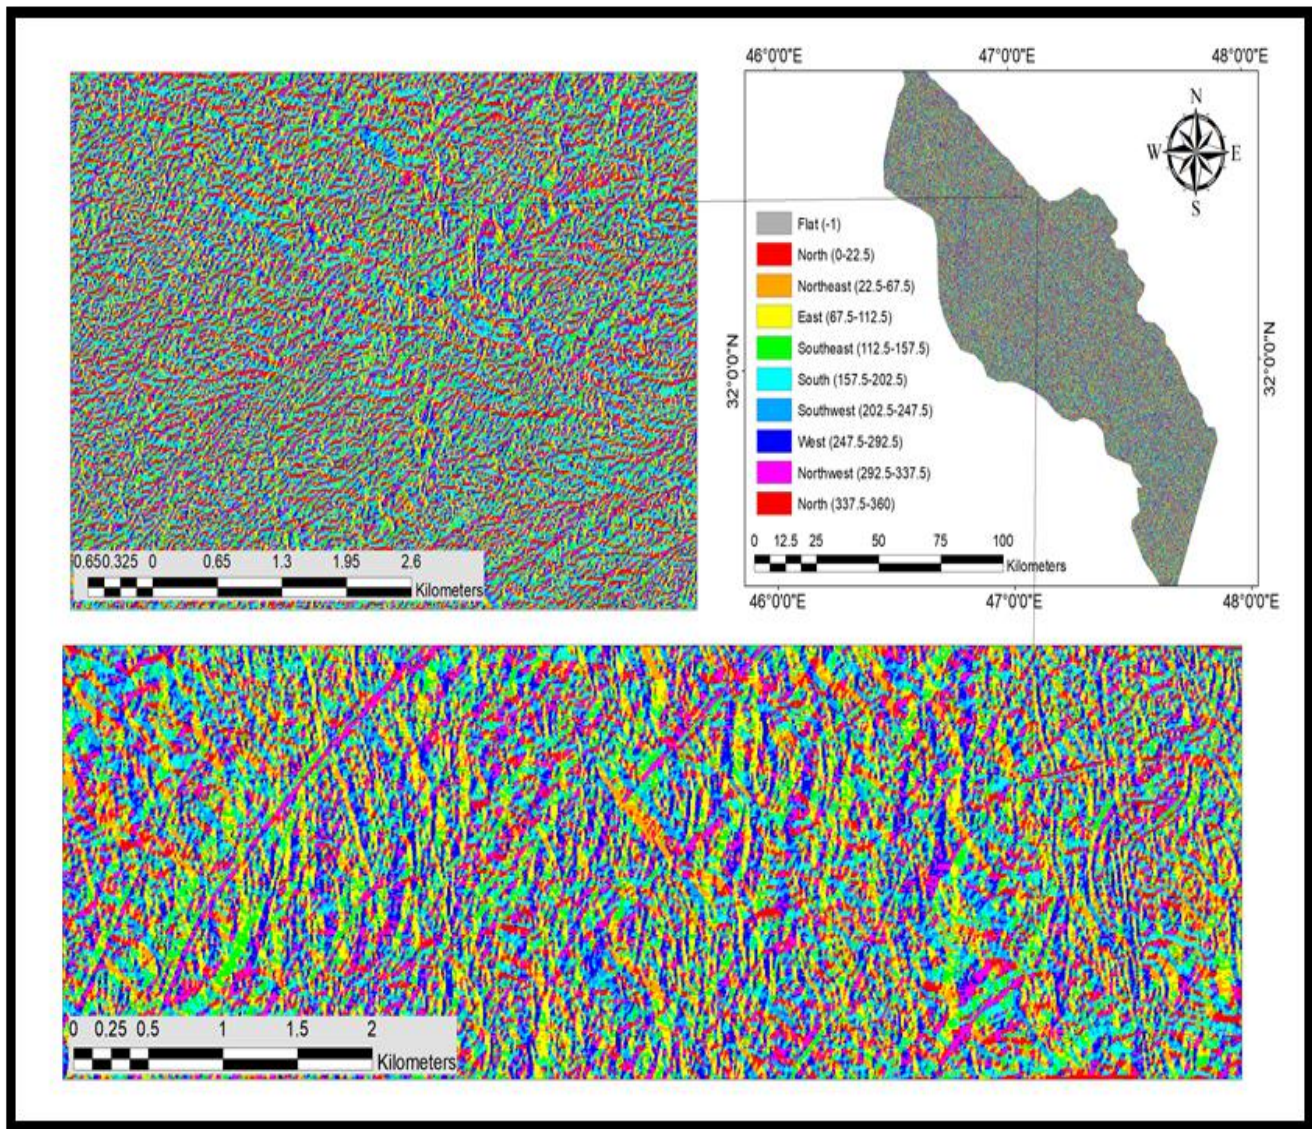 46°0'0"E 47°0'0"E 48°0'0"E
N
W E
S
Flat (-1)
North (0-22.5)
Northeast (22.5-67.5)
East (67.5-112.5)
Southeast (112.5-157.5)
South (157.5-202.5)
Southwest (202.5-247.5)
West (247.5-292.5)
Northwest (292.5-337.5)
North (337.5-360)
32°0'0"N
32°0'0"N
0 12.5 25 50 75 100
Kilometers
46°0'0"E 47°0'0"E 48°0'0"E
0.65 0.325 0 0.65 1.3 1.95 2.6
Kilometers
0 0.25 0.5 1 1.5 2
Kilometers